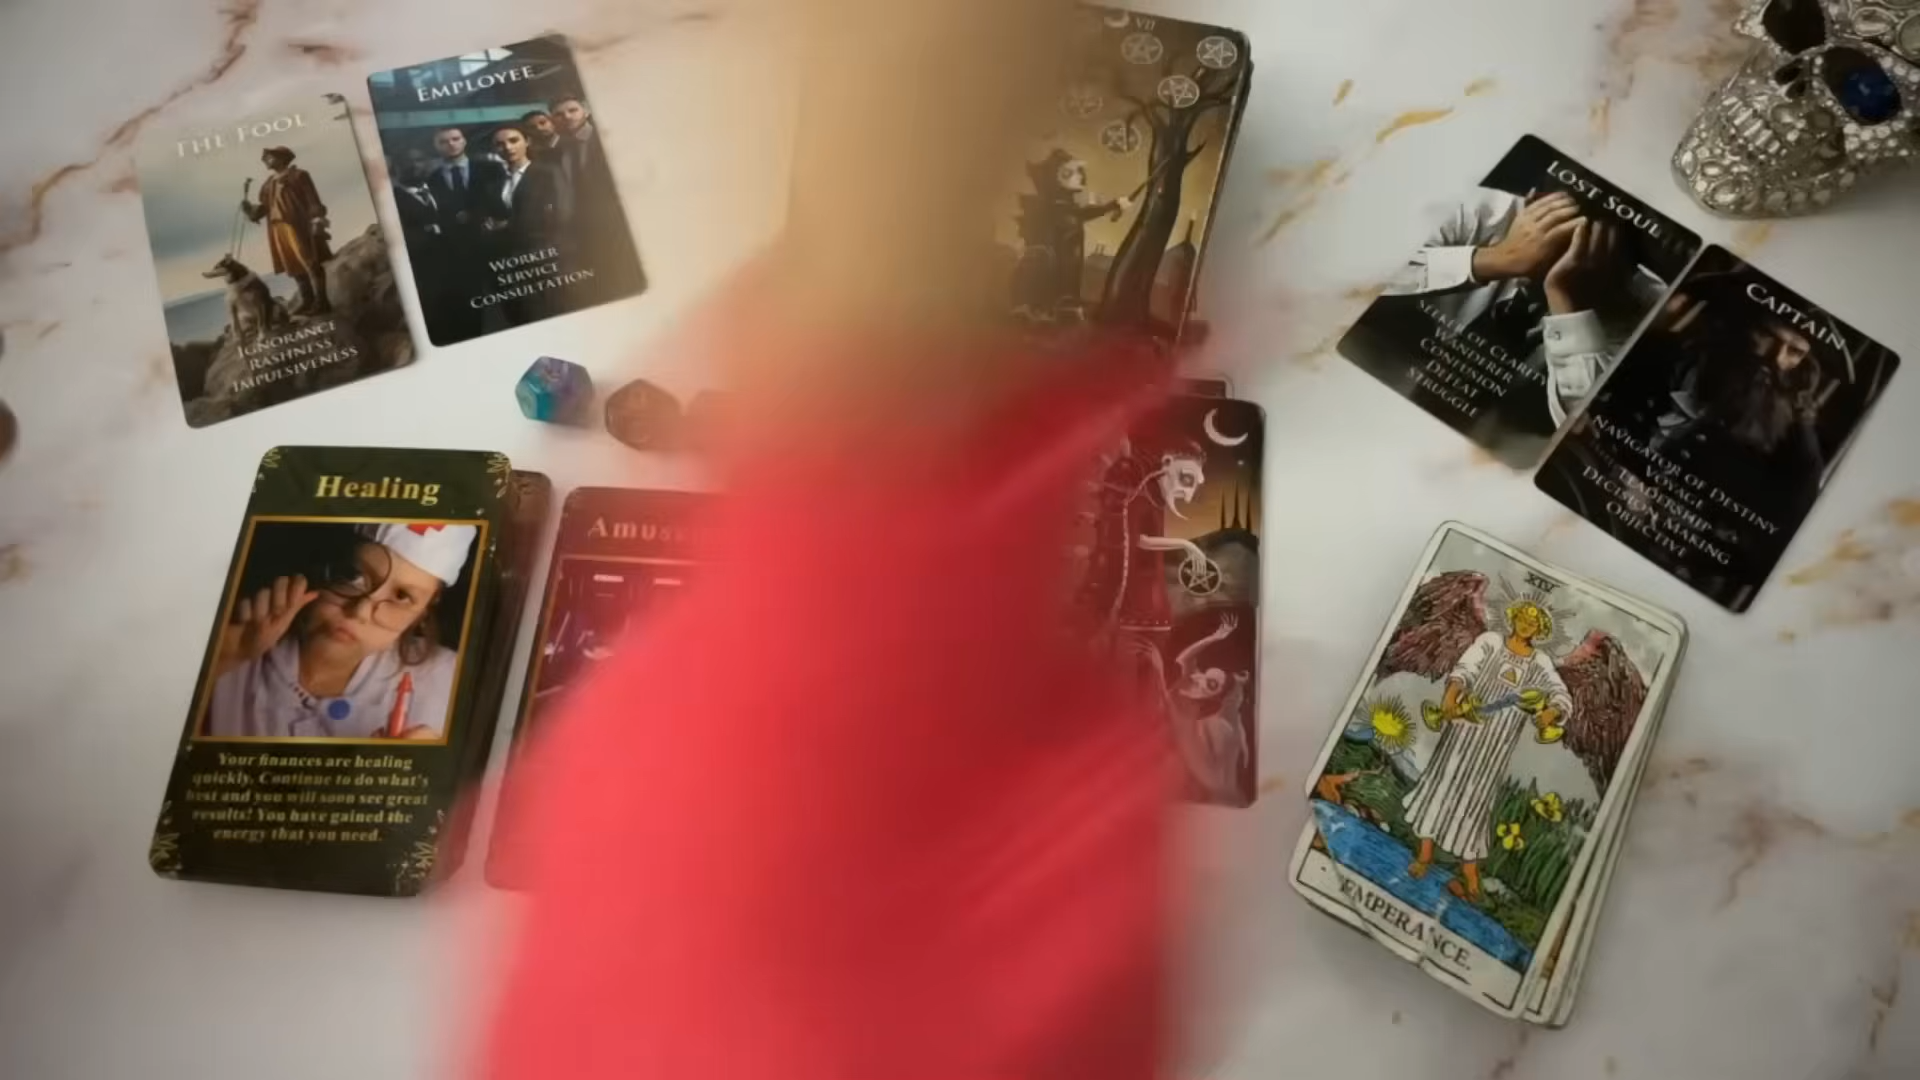 THE FOOL
IGNORANCE
RASHNESS
IMPULSIVENESS
EMPLOYEE
WORKER
SERVICE
CONSULTATION
VII
LOST SOUL
SEEKER OF CLARITY
WANDERER
CONFUSION
DEFEAT
STRUGGLE
CAPTAIN
NAVIGATOR OF DESTINY
VOYAGE
LEADERSHIP
DECISION MAKING
OBJECTIVE
Healing
Your finances are healing
quickly. Continue to do what's
best and you will soon see great
results! You have gained the
energy that you need.
XIV
TEMPERANCE.